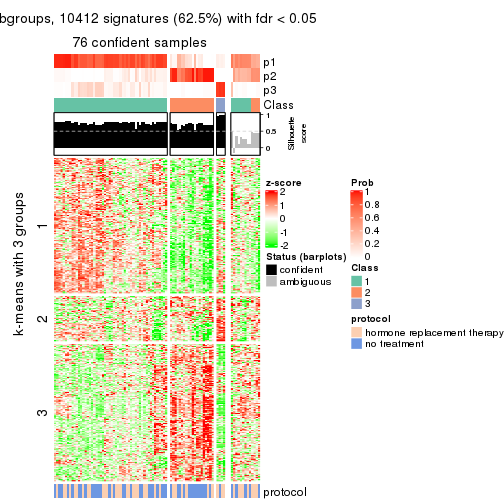 bgroups, 10412 signatures (62.5%) with fdr < 0.05
76 confident samples
p1
p2
p3
Class
1
0.5
0
Silhouette
score
k-means with 3 groups
1
2
3
protocol
z-score
2
1
0
-1
-2
Status (barplots)
confident
ambiguous
Prob
1
0.8
0.6
0.4
0.2
0
Class
1
2
3
protocol
hormone replacement therapy
no treatment